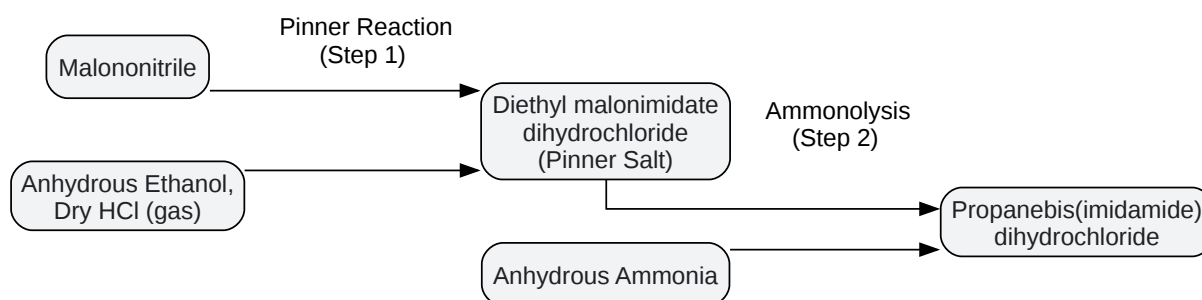 Pinner Reaction
(Step 1)
Malononitrile
Diethyl malonimidate
dihydrochloride
(Pinner Salt)
Ammonolysis
(Step 2)
Anhydrous Ethanol,
Dry HCl (gas)
Propanebis(imidamide)
dihydrochloride
Anhydrous Ammonia